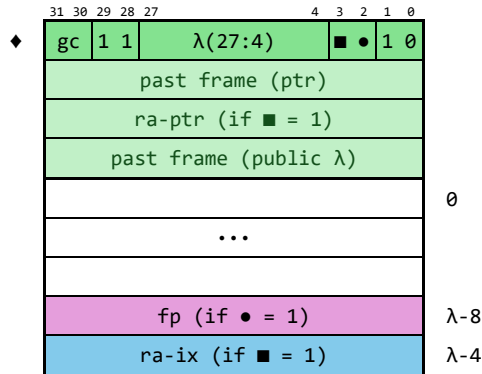 31 30 29 28 27 4 3 2 1 0
♦ gc 1 1 λ(27:4) ■ ● 1 0
past frame (ptr)
ra-ptr (if ■ = 1)
past frame (public λ)
0
...
fp (if ● = 1) λ-8
ra-ix (if ■ = 1) λ-4